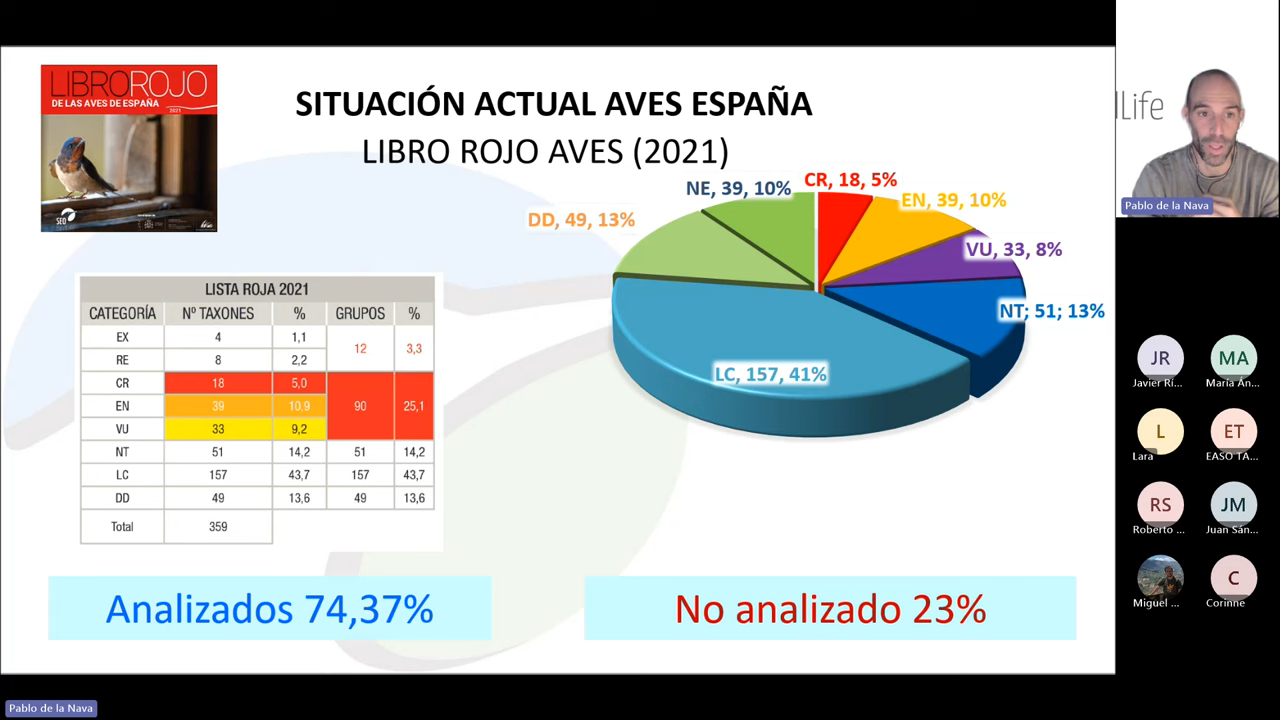 LIBROROJO
DE LAS AVES DE ESPAÑA
2021
SEO
SITUACIÓN ACTUAL AVES ESPAÑA
LIBRO ROJO AVES (2021)
NE, 39, 10%
CR, 18, 5%
EN, 39, 10%
DD, 49, 13%
VU, 33, 8%
NT; 51; 13%
LC, 157, 41%
LISTA ROJA 2021
CATEGORÍA Nº TAXONES % GRUPOS %
EX 4 1,1 12 3,3
RE 8 2,2
CR 18 5,0
EN 39 10,9 90 25,1
VU 33 9,2
NT 51 14,2 51 14,2
LC 157 43,7 157 43,7
DD 49 13,6 49 13,6
Total 359
Analizados 74,37%
No analizado 23%
Life
Pablo de la Nava
JR MA
Javier Rí... María Án...
L ET
Lara EASO TA...
RS JM
Roberto ... Juan Sán...
C
Miguel ... Corinne
Pablo de la Nava